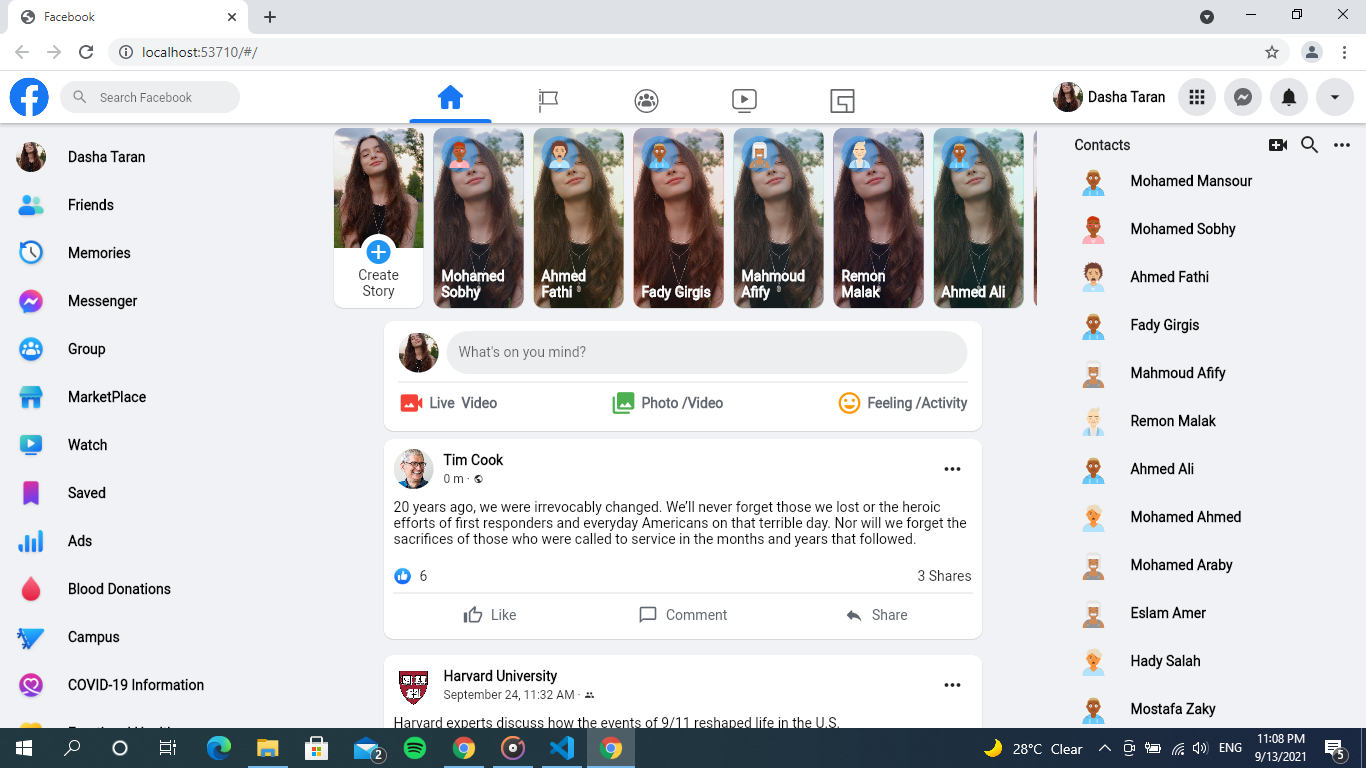 Facebook
localhost:53710/#/
Search Facebook
Dasha Taran
Dasha Taran
Friends
Memories
Messenger
Group
MarketPlace
Watch
Saved
Ads
Blood Donations
Campus
COVID-19 Information
Create
Story
Mohamed
Sobhy
Ahmed
Fathi
Fady Girgis
Mahmoud
Afify
Remon
Malak
Ahmed Ali
What's on you mind?
Live Video
Photo /Video
Feeling /Activity
Tim Cook
0 m ·
20 years ago, we were irrevocably changed. We'll never forget those we lost or the heroic
efforts of first responders and everyday Americans on that terrible day. Nor will we forget the
sacrifices of those who were called to service in the months and years that followed.
6
3 Shares
Like
Comment
Share
Harvard University
September 24, 11:32 AM ·
Harvard experts discuss how the events of 9/11 reshaped life in the U.S.
Contacts
Mohamed Mansour
Mohamed Sobhy
Ahmed Fathi
Fady Girgis
Mahmoud Afify
Remon Malak
Ahmed Ali
Mohamed Ahmed
Mohamed Araby
Eslam Amer
Hady Salah
Mostafa Zaky
2
28°C Clear
ENG
11:08 PM
9/13/2021
5